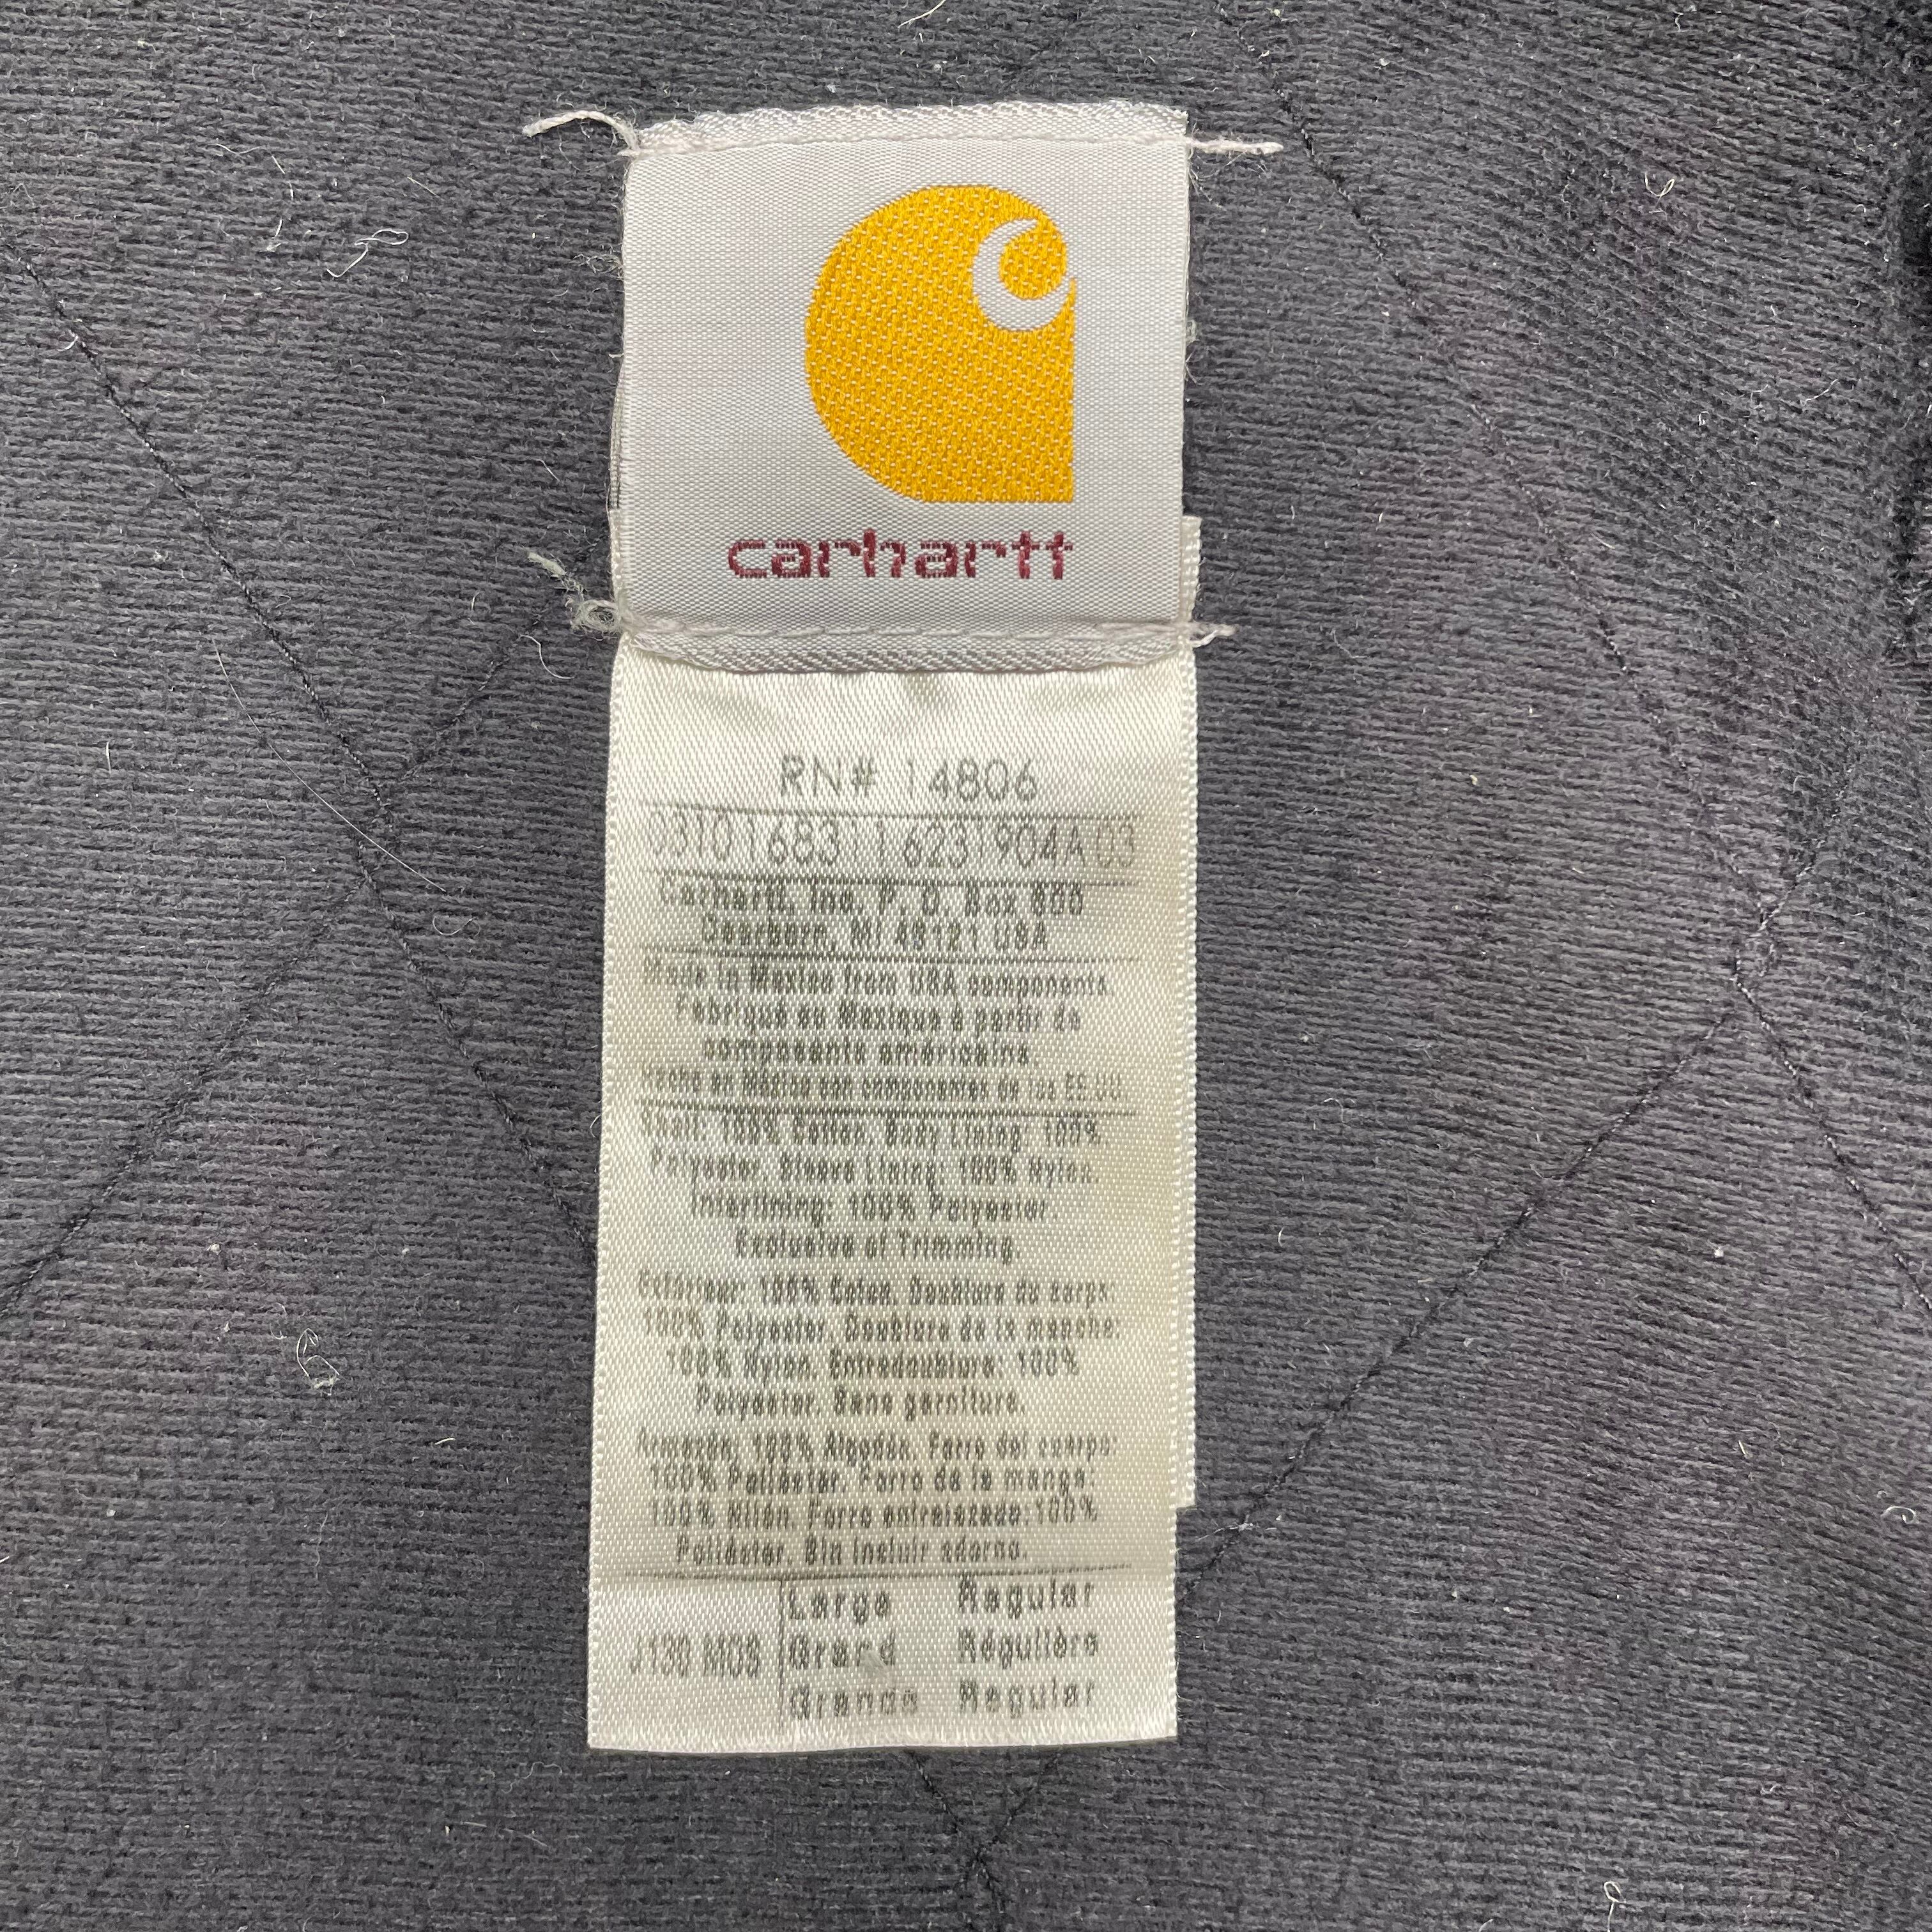 carhartt
RN# 14806
03101683 1 1623 1904A 03
Carhartt, Inc. P. O. Box 600
Dearborn, MI 48121 USA
Made In Mexico from USA components
Fabriqué au Mexique à partir de
composants américains
Hecho en México con componentes de los EE.UU
Shell: 100% Cotton. Body Lining: 100%
Polyester. Sleeve Lining: 100% Nylon.
Interlining: 100% Polyester.
Exclusive of Trimming
Extérieur: 100% Coton. Doublure du corps
100% Polyester. Doublure de la manche
100% Nylon. Entredoublure: 100%
Polyester. Sans garniture.
Armazón: 100% Algodón. Forro del cuerpo:
100% Poliéster. Forro de la manga:
100% Nilón. Forro entrelazado: 100%
Poliéster. Sin incluir adorno.
J130 MOS
Large Regular
Grand Régulière
Grande Regular